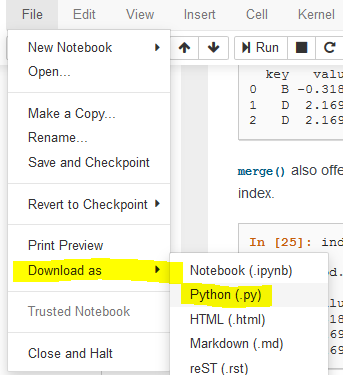 File Edit View Insert Cell Kernel
New Notebook
Open...
Run
key valu
0 B -0.318
1 D 2.169
2 D 2.169
Make a Copy...
Rename...
Save and Checkpoint
merge() also offe
index.
Revert to Checkpoint
Print Preview
In [25]: ind
Download as
Notebook (.ipynb)
Python (.py)
HTML (.html)
Markdown (.md)
reST (.rst)
Trusted Notebook
Close and Halt